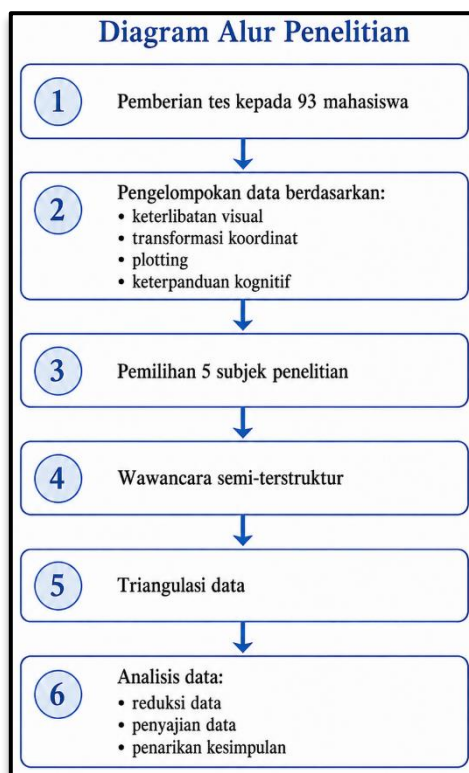 Diagram Alur Penelitian
1
Pemberian tes kepada 93 mahasiswa
2
Pengelompokan data berdasarkan:
• keterlibatan visual
• transformasi koordinat
• plotting
• keterpanduan kognitif
3
Pemilihan 5 subjek penelitian
4
Wawancara semi-terstruktur
5
Triangulasi data
6
Analisis data:
• reduksi data
• penyajian data
• penarikan kesimpulan